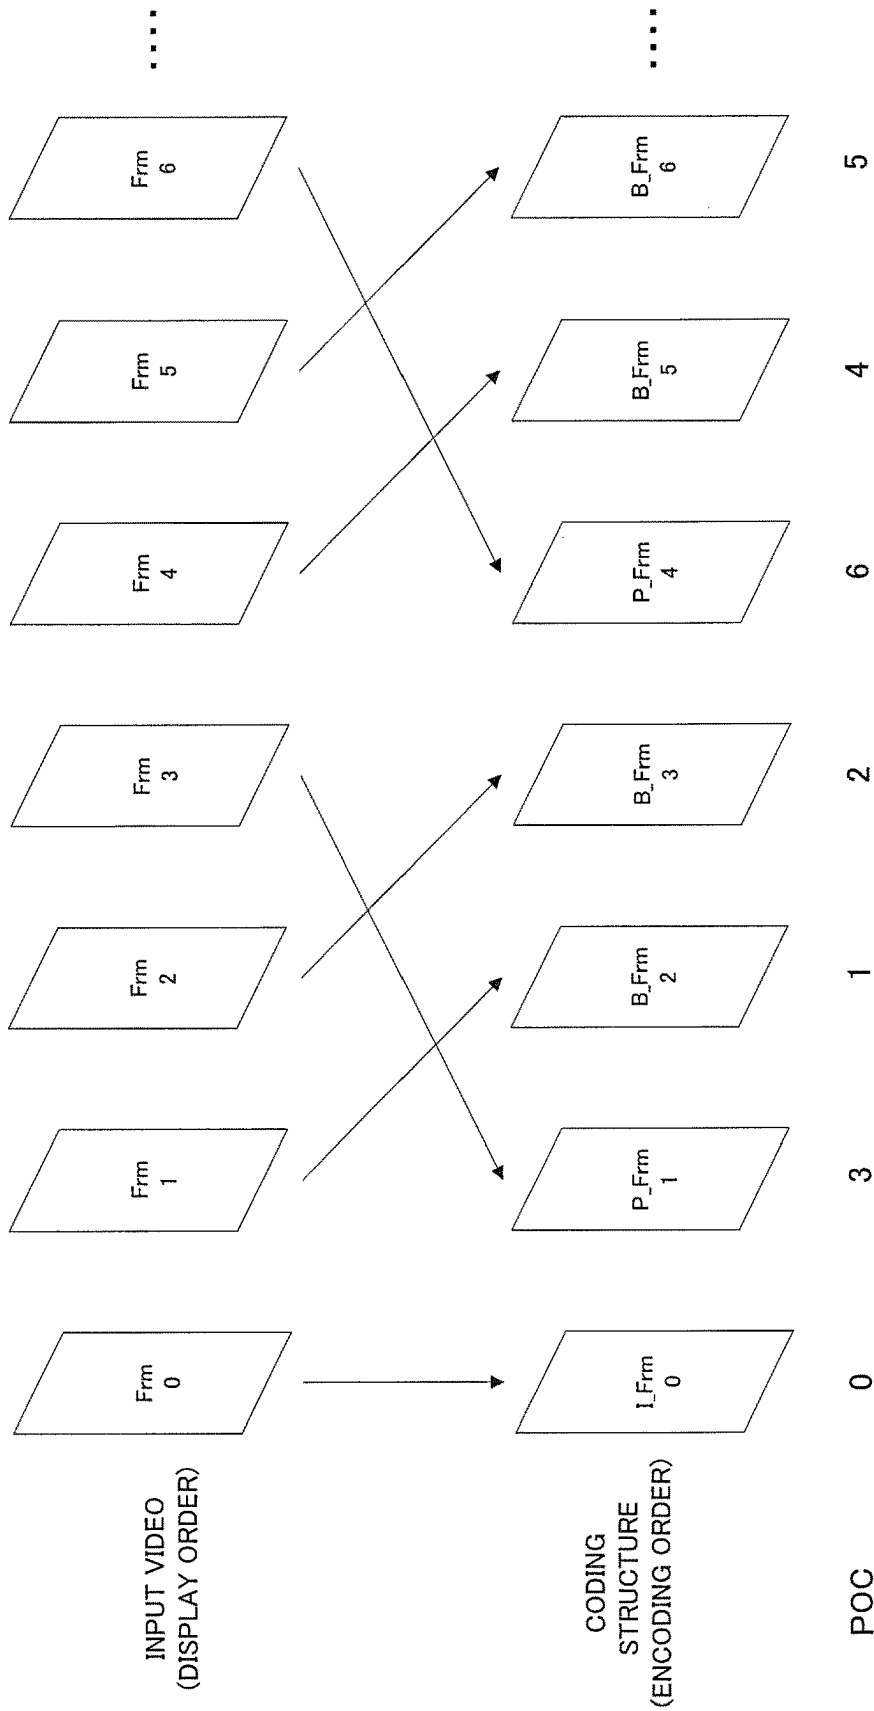 INPUT VIDEO
(DISPLAY ORDER)
Frm
0
Frm
1
Frm
2
Frm
3
Frm
4
Frm
5
Frm
6
....
CODING
STRUCTURE
(ENCODING ORDER)
I_Frm
0
P_Frm
1
B_Frm
2
B_Frm
3
P_Frm
4
B_Frm
5
B_Frm
6
....
POC 0 3 1 2 6 4 5